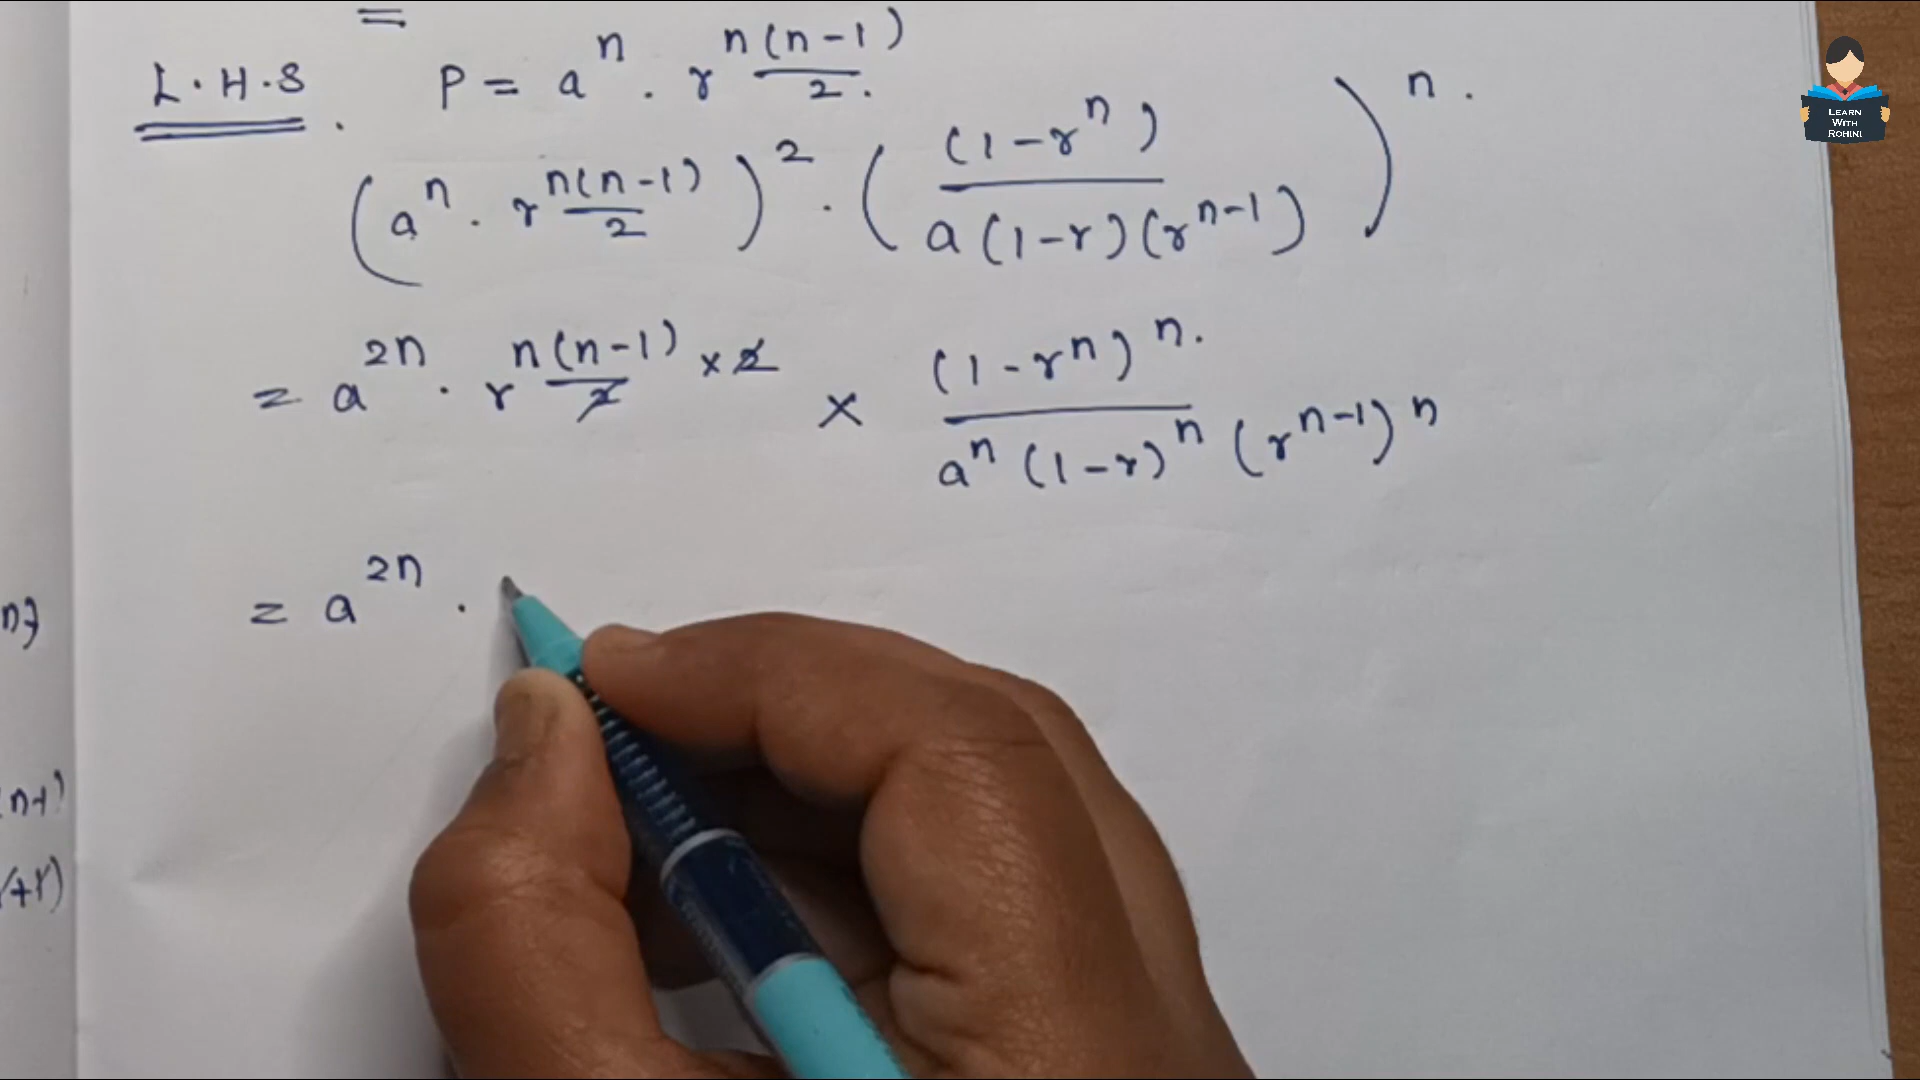 =
L.H.S. P = a^n . r^(n(n-1)/2).
(a^n . r^(n(n-1)/2))^2 . ((1-r^n) / a(1-r)(r^(n-1)))^n .
= a^2n . r^(n(n-1)/2 × 2) × (1-r^n)^n. / a^n (1-r)^n (r^(n-1))^n
= a^2n .
LEARN
WITH
ROHINI